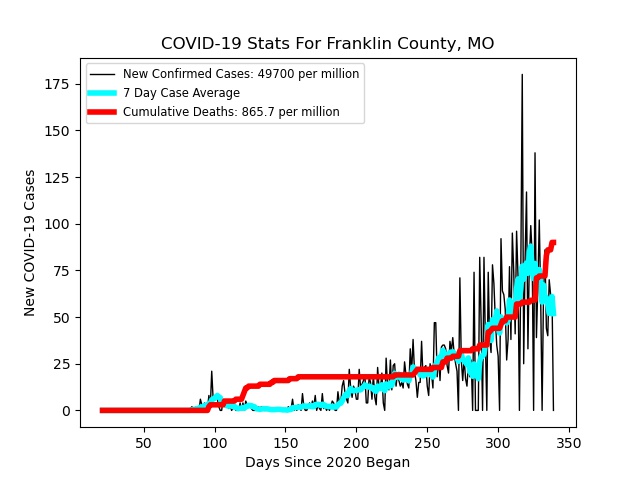 COVID-19 Stats For Franklin County, MO
New Confirmed Cases: 49700 per million
7 Day Case Average
Cumulative Deaths: 865.7 per million
New COVID-19 Cases
175
150
125
100
75
50
25
0
50
100
150
200
250
300
350
Days Since 2020 Began